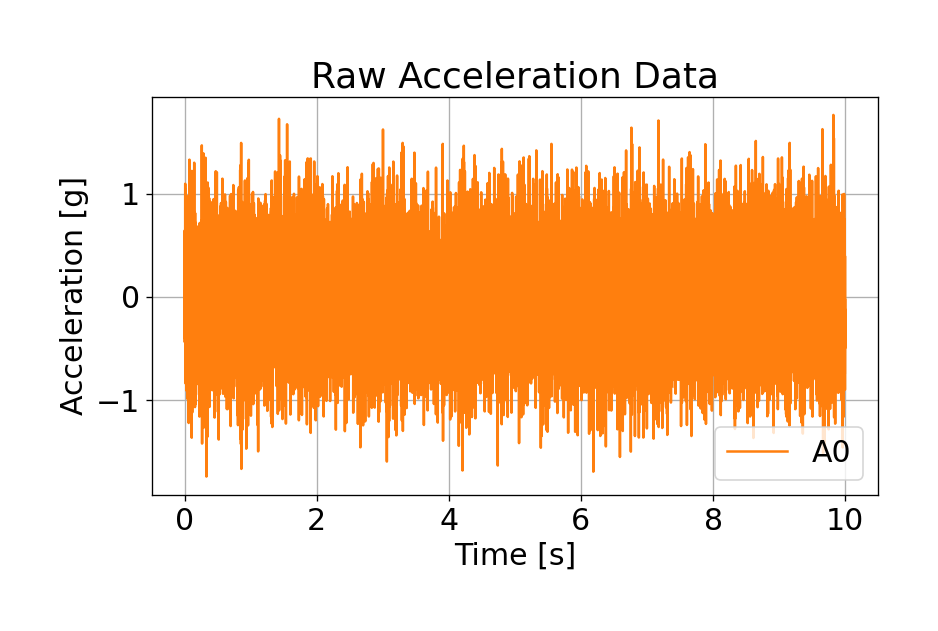 Raw Acceleration Data
Acceleration [g]
1
0
−1
A0
0 2 4 6 8 10
Time [s]